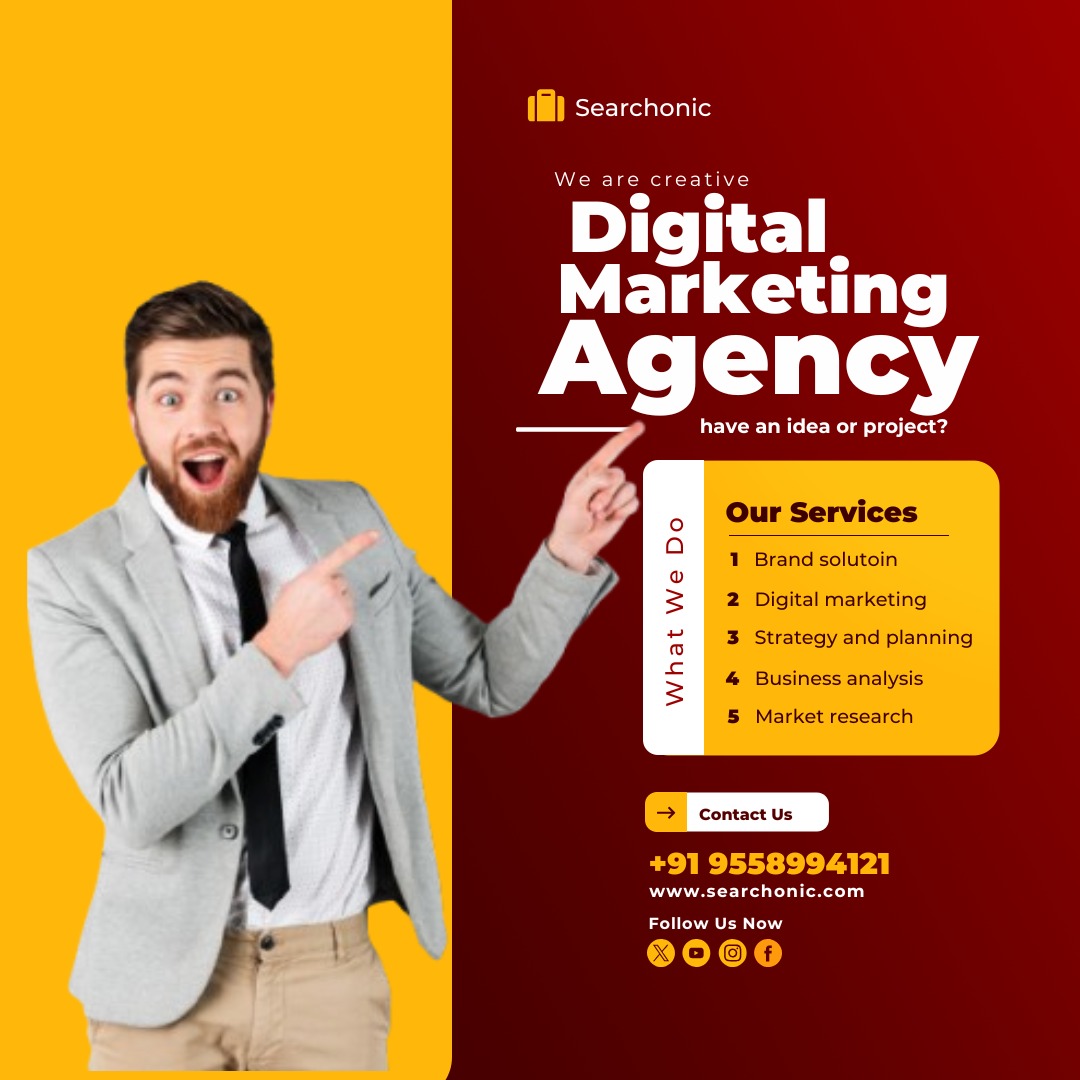 Searchonic
We are creative
Digital
Marketing
Agency
have an idea or project?
What We Do
Our Services
1 Brand solutoin
2 Digital marketing
3 Strategy and planning
4 Business analysis
5 Market research
Contact Us
+91 9558994121
www.searchonic.com
Follow Us Now